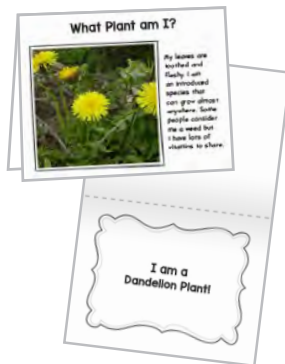 What Plant am I?
My leaves are
toothed and
fleshy. I am
an introduced
species that
can grow almost
anywhere. Some
people consider
me a weed but
I have lots of
vitamins to share.
I am a
Dandelion Plant!